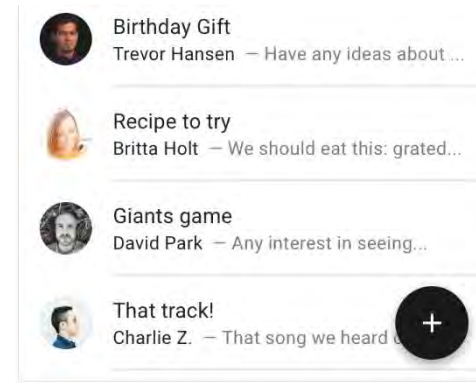 Birthday Gift
Trevor Hansen — Have any ideas about ...
Recipe to try
Britta Holt — We should eat this: grated...
Giants game
David Park — Any interest in seeing...
That track!
Charlie Z. — That song we heard